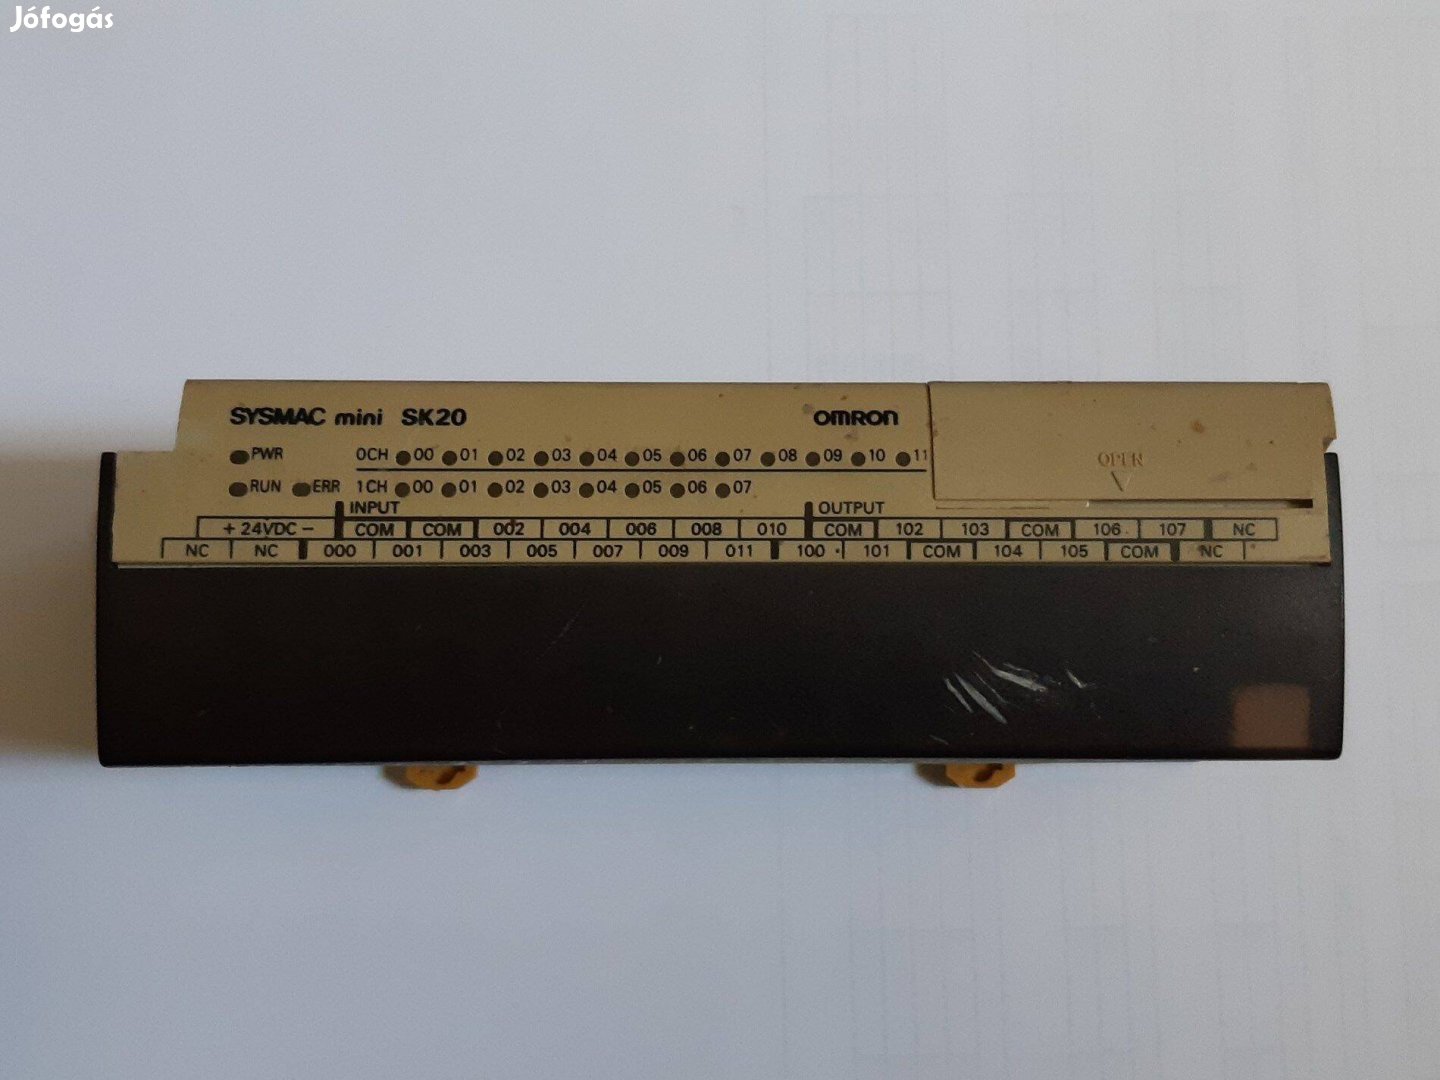 Jófogás
SYSMAC mini SK20 OMRON
PWR 0CH 00 01 02 03 04 05 06 07 08 09 10 11
OPEN
RUN ERR 1CH 00 01 02 03 04 05 06 07
INPUT OUTPUT
+ 24VDC - COM COM 002 004 006 008 010 COM 102 103 COM 106 107 NC
NC NC 000 001 003 005 007 009 011 100 101 COM 104 105 COM NC